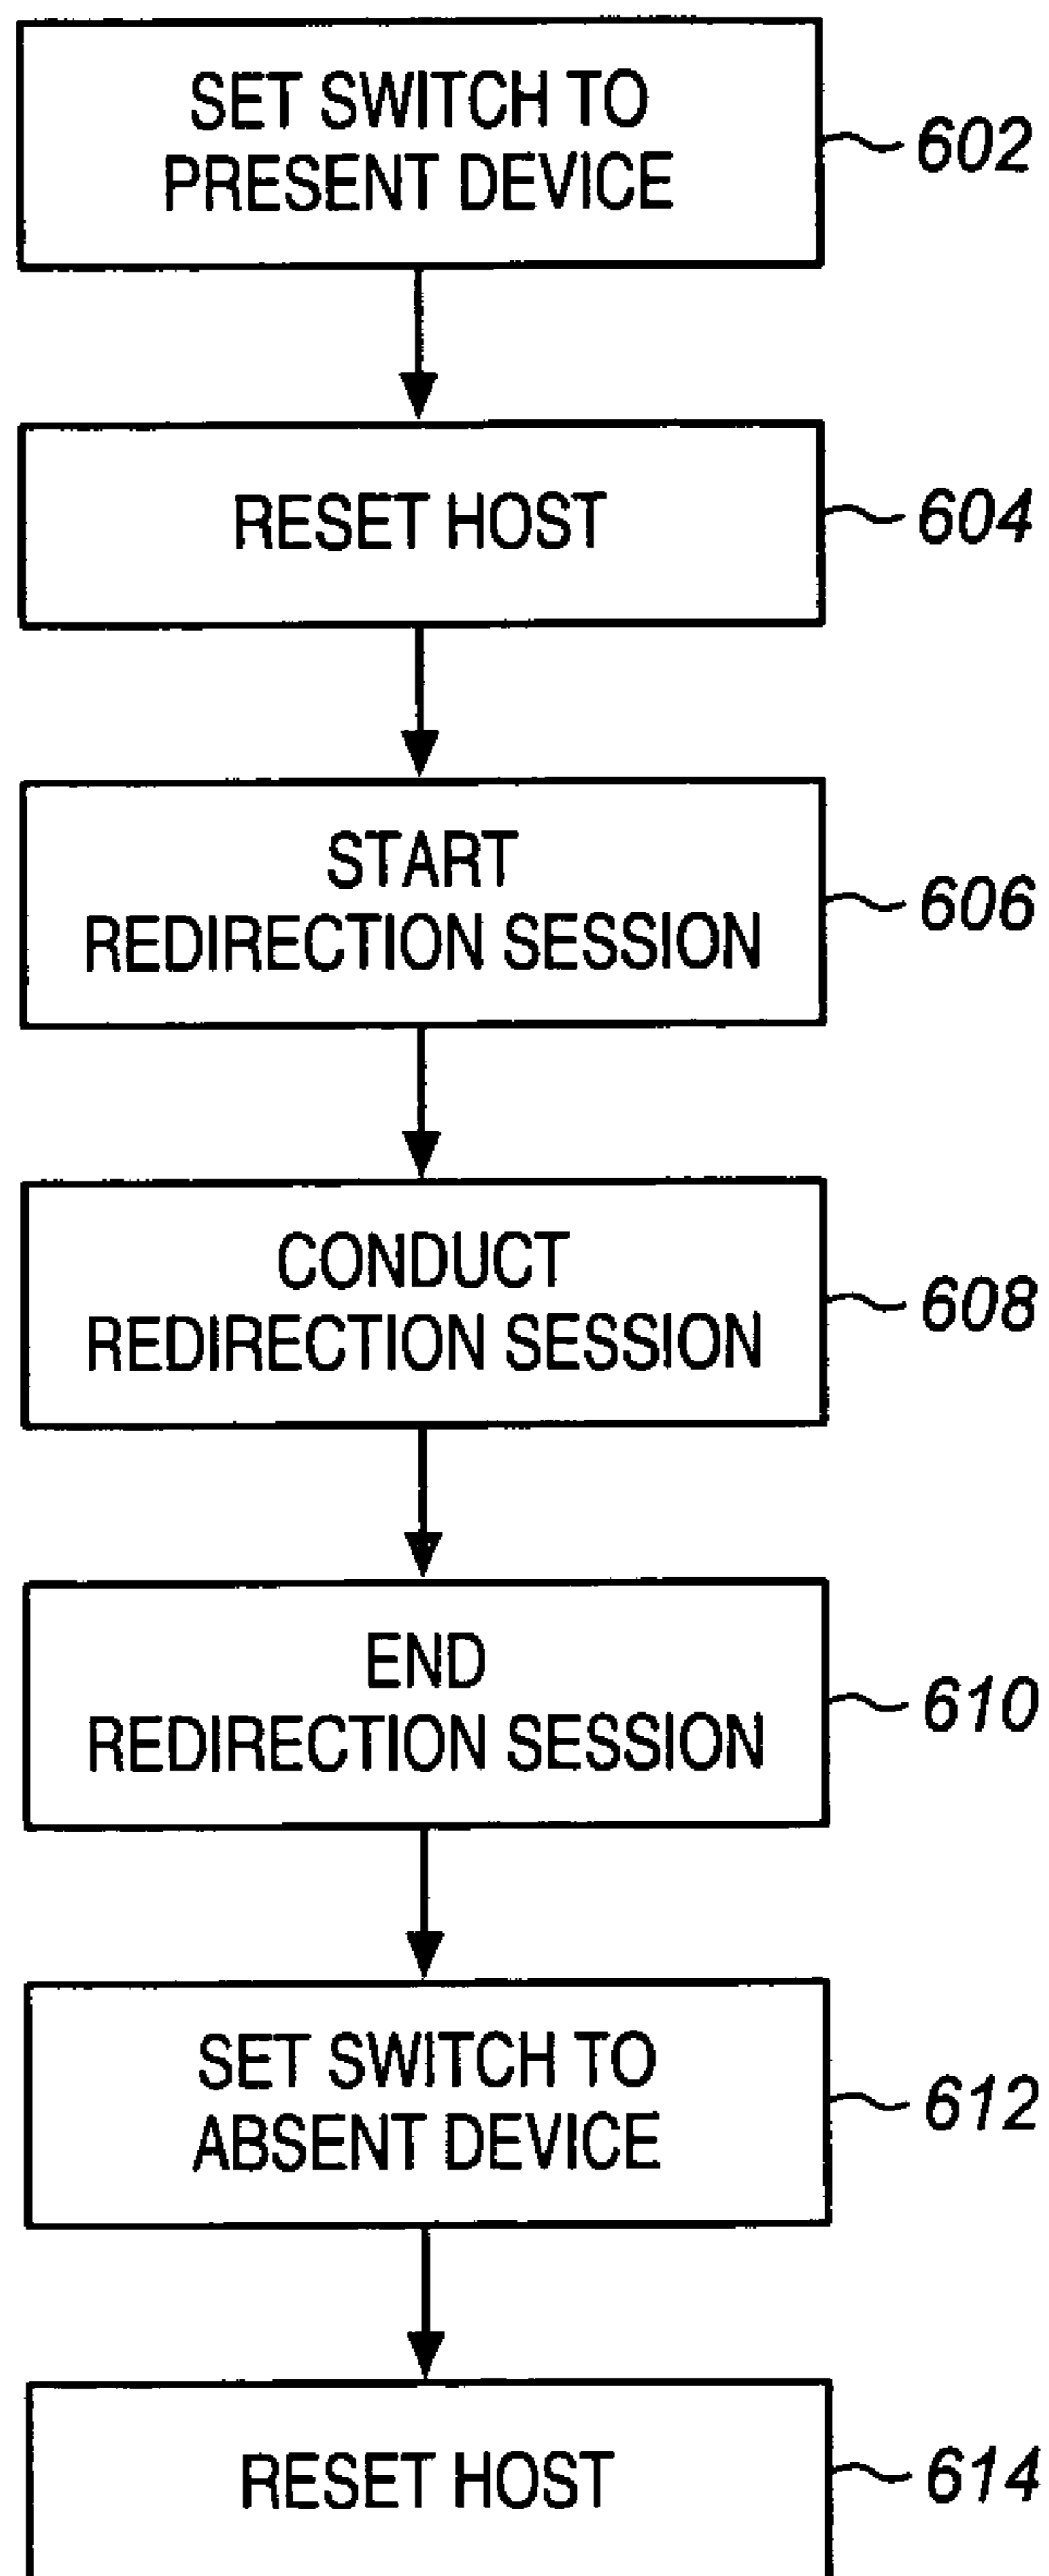 SET SWITCH TO
PRESENT DEVICE
602
RESET HOST
604
START
REDIRECTION SESSION
606
CONDUCT
REDIRECTION SESSION
608
END
REDIRECTION SESSION
610
SET SWITCH TO
ABSENT DEVICE
612
RESET HOST
614